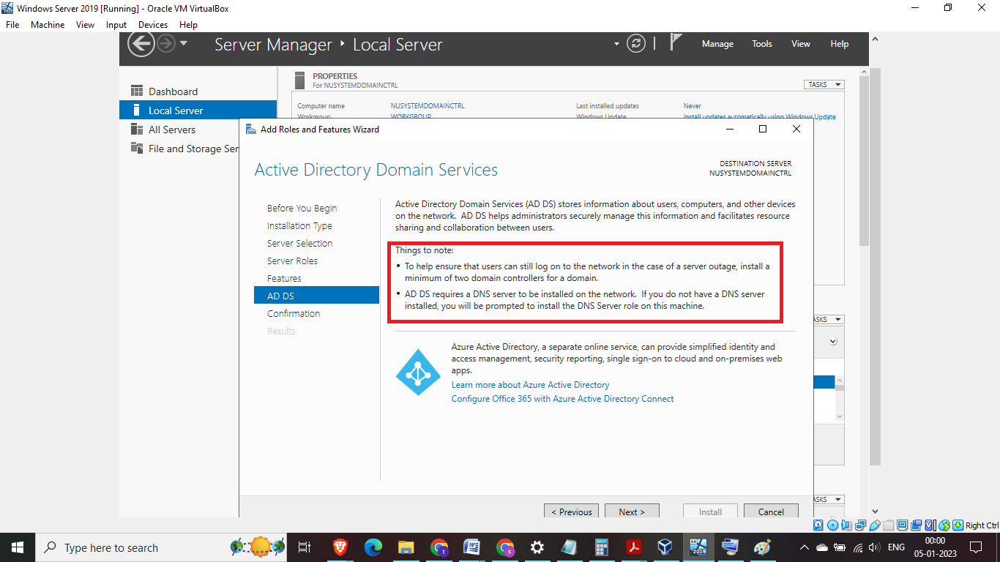 Windows Server 2019 [Running] - Oracle VM VirtualBox
File Machine View Input Devices Help
Server Manager Local Server
Manage Tools View Help
Dashboard
Local Server
All Servers
File and Storage Ser
PROPERTIES
For NUSYSTEMDOMAINCTRL
TASKS
Computer name NUSYSTEMDOMAINCTRL Last installed updates Never
Workgroup WORKGROUP Windows Update Install updates automatically using Windows Update
Add Roles and Features Wizard
Active Directory Domain Services
DESTINATION SERVER
NUSYSTEMDOMAINCTRL
Before You Begin
Installation Type
Server Selection
Server Roles
Features
AD DS
Confirmation
Results
Active Directory Domain Services (AD DS) stores information about users, computers, and other devices
on the network. AD DS helps administrators securely manage this information and facilitates resource
sharing and collaboration between users.
Things to note:
• To help ensure that users can still log on to the network in the case of a server outage, install a
minimum of two domain controllers for a domain.
• AD DS requires a DNS server to be installed on the network. If you do not have a DNS server
installed, you will be prompted to install the DNS Server role on this machine.
Azure Active Directory, a separate online service, can provide simplified identity and
access management, security reporting, single sign-on to cloud and on-premises web
apps.
Learn more about Azure Active Directory
Configure Office 365 with Azure Active Directory Connect
< Previous Next > Install Cancel
ASKS
ASKS
Right Ctrl
Type here to search
2019
ENG
00:00
05-01-2023